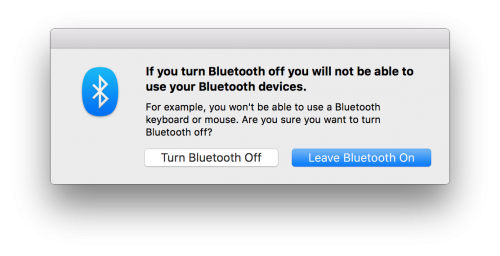 If you turn Bluetooth off you will not be able to
use your Bluetooth devices.
For example, you won't be able to use a Bluetooth
keyboard or mouse. Are you sure you want to turn
Bluetooth off?
Turn Bluetooth Off
Leave Bluetooth On